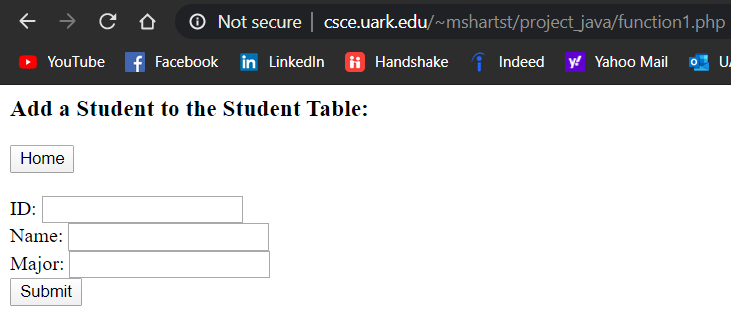 Not secure | csce.uark.edu/~mshartst/project_java/function1.php
YouTube Facebook LinkedIn Handshake Indeed Yahoo Mail UA
Add a Student to the Student Table:
Home
ID:
Name:
Major:
Submit